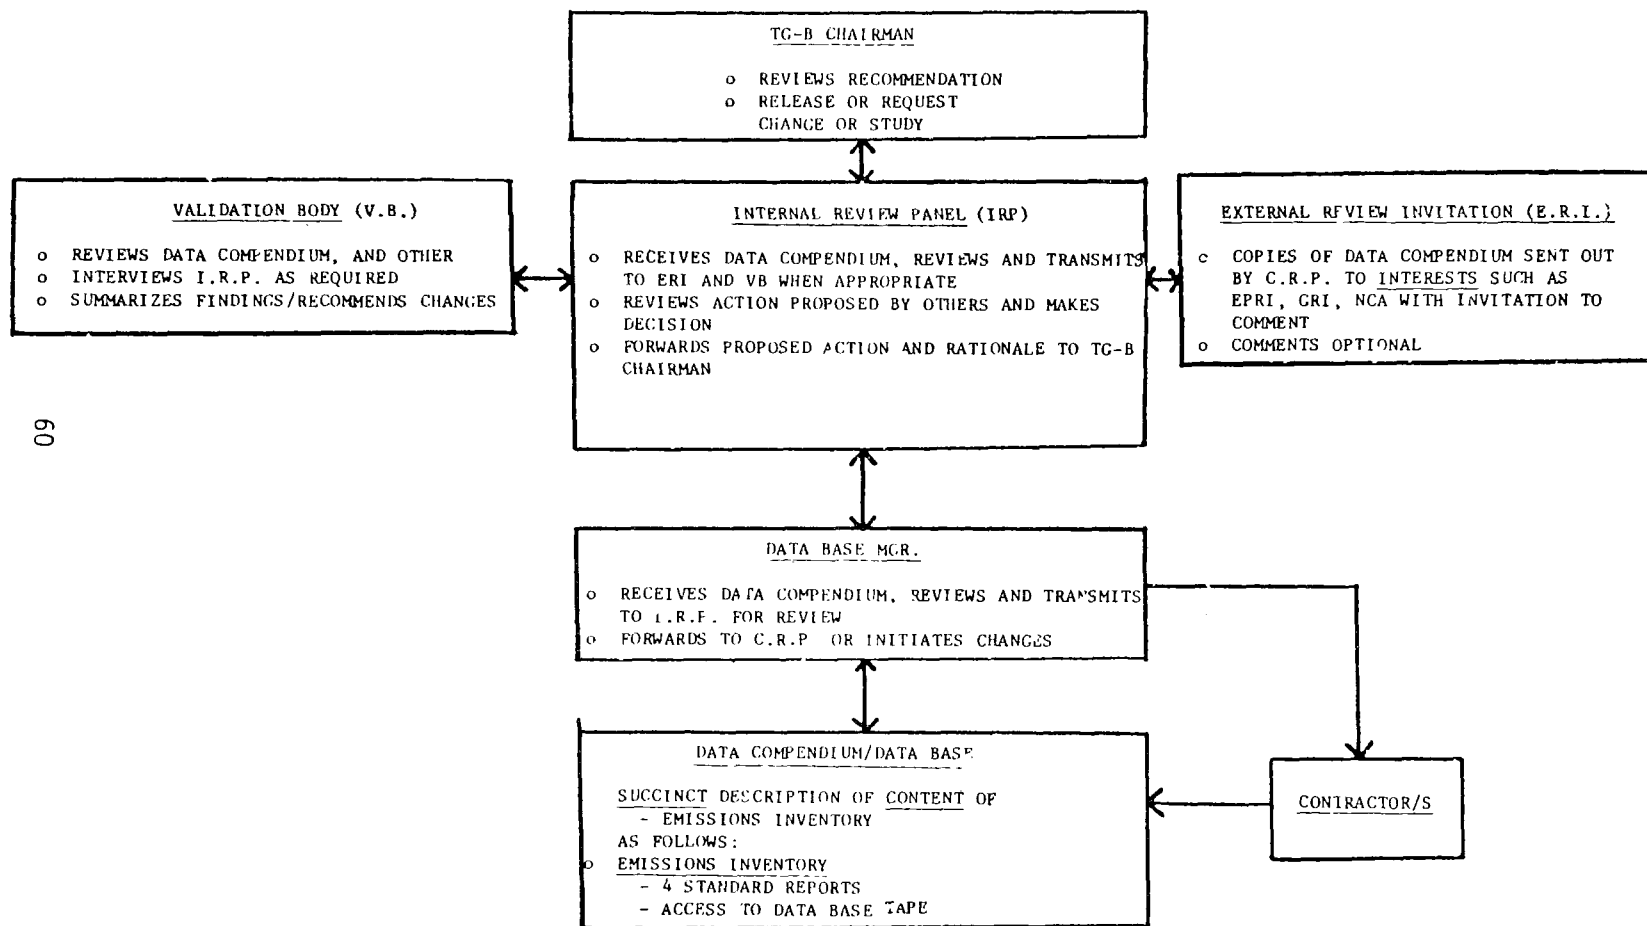 TG-B CHAIRMAN
o REVIEWS RECOMMENDATION
o RELEASE OR REQUEST
CHANGE OR STUDY
VALIDATION BODY (V.B.)
o REVIEWS DATA COMPENDIUM, AND OTHER
o INTERVIEWS I.R.P. AS REQUIRED
o SUMMARIZES FINDINGS/RECOMMENDS CHANGES
INTERNAL REVIEW PANEL (IRP)
o RECEIVES DATA COMPENDIUM, REVIEWS AND TRANSMITS
TO ERI AND VB WHEN APPROPRIATE
o REVIEWS ACTION PROPOSED BY OTHERS AND MAKES
DECISION
o FORWARDS PROPOSED ACTION AND RATIONALE TO TG-B
CHAIRMAN
EXTERNAL REVIEW INVITATION (E.R.I.)
o COPIES OF DATA COMPENDIUM SENT OUT
BY C.R.P. TO INTERESTS SUCH AS
EPRI, GRI, NCA WITH INVITATION TO
COMMENT
o COMMENTS OPTIONAL
60
DATA BASE MGR.
o RECEIVES DATA COMPENDIUM, REVIEWS AND TRANSMITS
TO I.R.P. FOR REVIEW
o FORWARDS TO C.R.P OR INITIATES CHANGES
DATA COMPENDIUM/DATA BASE
SUCCINCT DESCRIPTION OF CONTENT OF
- EMISSIONS INVENTORY
AS FOLLOWS:
o EMISSIONS INVENTORY
- 4 STANDARD REPORTS
- ACCESS TO DATA BASE TAPE
CONTRACTOR/S